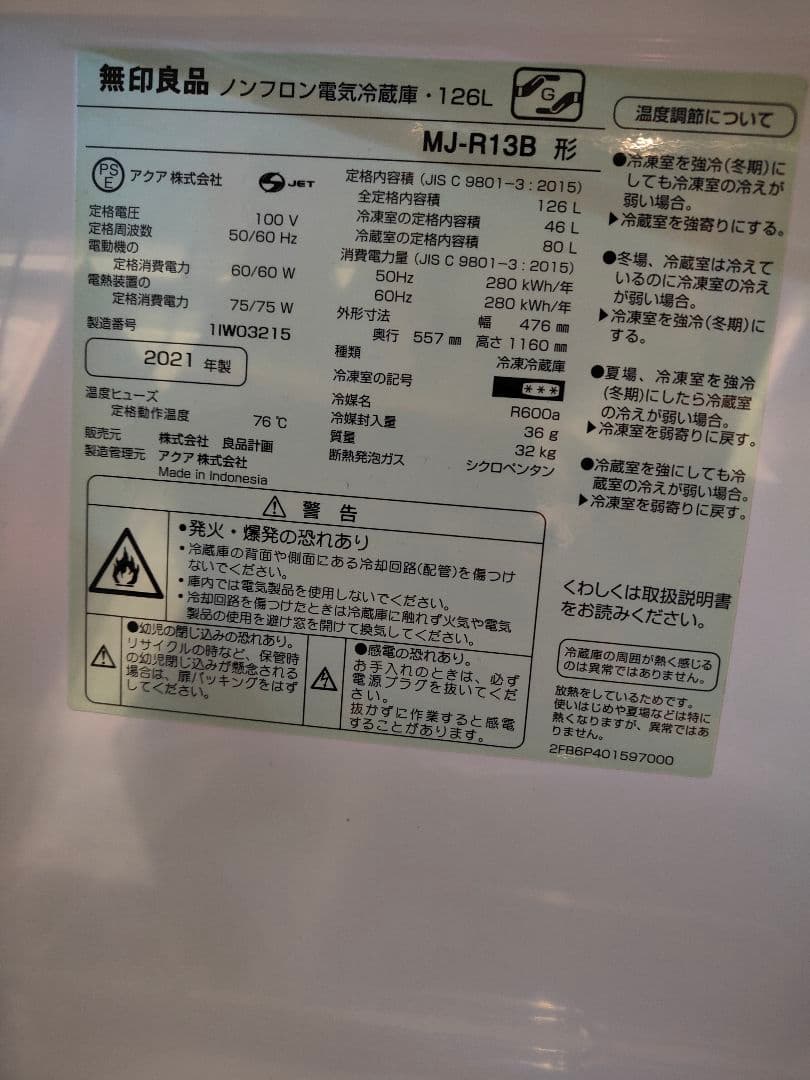 無印良品 ノンフロン電気冷蔵庫・126L
G
MJ-R13B 形
PS
E
アクア株式会社
JET
定格電圧 100 V
定格周波数 50/60 Hz
電動機の
定格消費電力 60/60 W
電熱装置の
定格消費電力 75/75 W
製造番号 1IW03215
2021 年製
温度ヒューズ
定格動作温度 76 ℃
販売元 株式会社 良品計画
製造管理元 アクア株式会社
Made in Indonesia
定格内容積 (JIS C 9801-3 : 2015)
全定格内容積 126 L
冷凍室の定格内容積 46 L
冷蔵室の定格内容積 80 L
消費電力量 (JIS C 9801-3 : 2015)
50Hz 280 kWh/年
60Hz 280 kWh/年
外形寸法 幅 476 ㎜
奥行 557 ㎜ 高さ 1160 ㎜
種類 冷凍冷蔵庫
冷凍室の記号 ***
冷媒名 R600a
冷媒封入量 36 g
質量 32 kg
断熱発泡ガス シクロペンタン
⚠ 警告
•発火・爆発の恐れあり
・冷蔵庫の背面や側面にある冷却回路(配管)を傷つけ
ないでください。
・庫内では電気製品を使用しないでください。
・冷却回路を傷つけたときは冷蔵庫に触れず火気や電気
製品の使用を避け窓を開けて換気してください。
●幼児の閉じ込みの恐れあり。
リサイクルの時など、保管時
の幼児閉じ込みが懸念される
場合は、扉パッキングをはず
してください。
●感電の恐れあり。
お手入れのときは、必ず
電源プラグを抜いてくだ
さい。
抜かずに作業すると感電
することがあります。
温度調節について
●冷凍室を強冷(冬期)に
しても冷凍室の冷えが
弱い場合。
▶冷蔵室を強寄りにする。
●冬場、冷蔵室は冷えて
いるのに冷凍室の冷え
が弱い場合。
▶冷凍室を強冷(冬期)に
する。
●夏場、冷凍室を強冷
(冬期)にしたら冷蔵室
の冷えが弱い場合。
▶冷凍室を弱寄りに戻す。
●冷蔵室を強にしても冷
蔵室の冷えが弱い場合。
▶冷凍室を弱寄りに戻す。
くわしくは取扱説明書
をお読みください。
冷蔵庫の周囲が熱く感じる
のは異常ではありません。
放熱をしているためです。
使いはじめや夏場などは特に
熱くなりますが、異常ではあ
りません。
2FB6P401597000